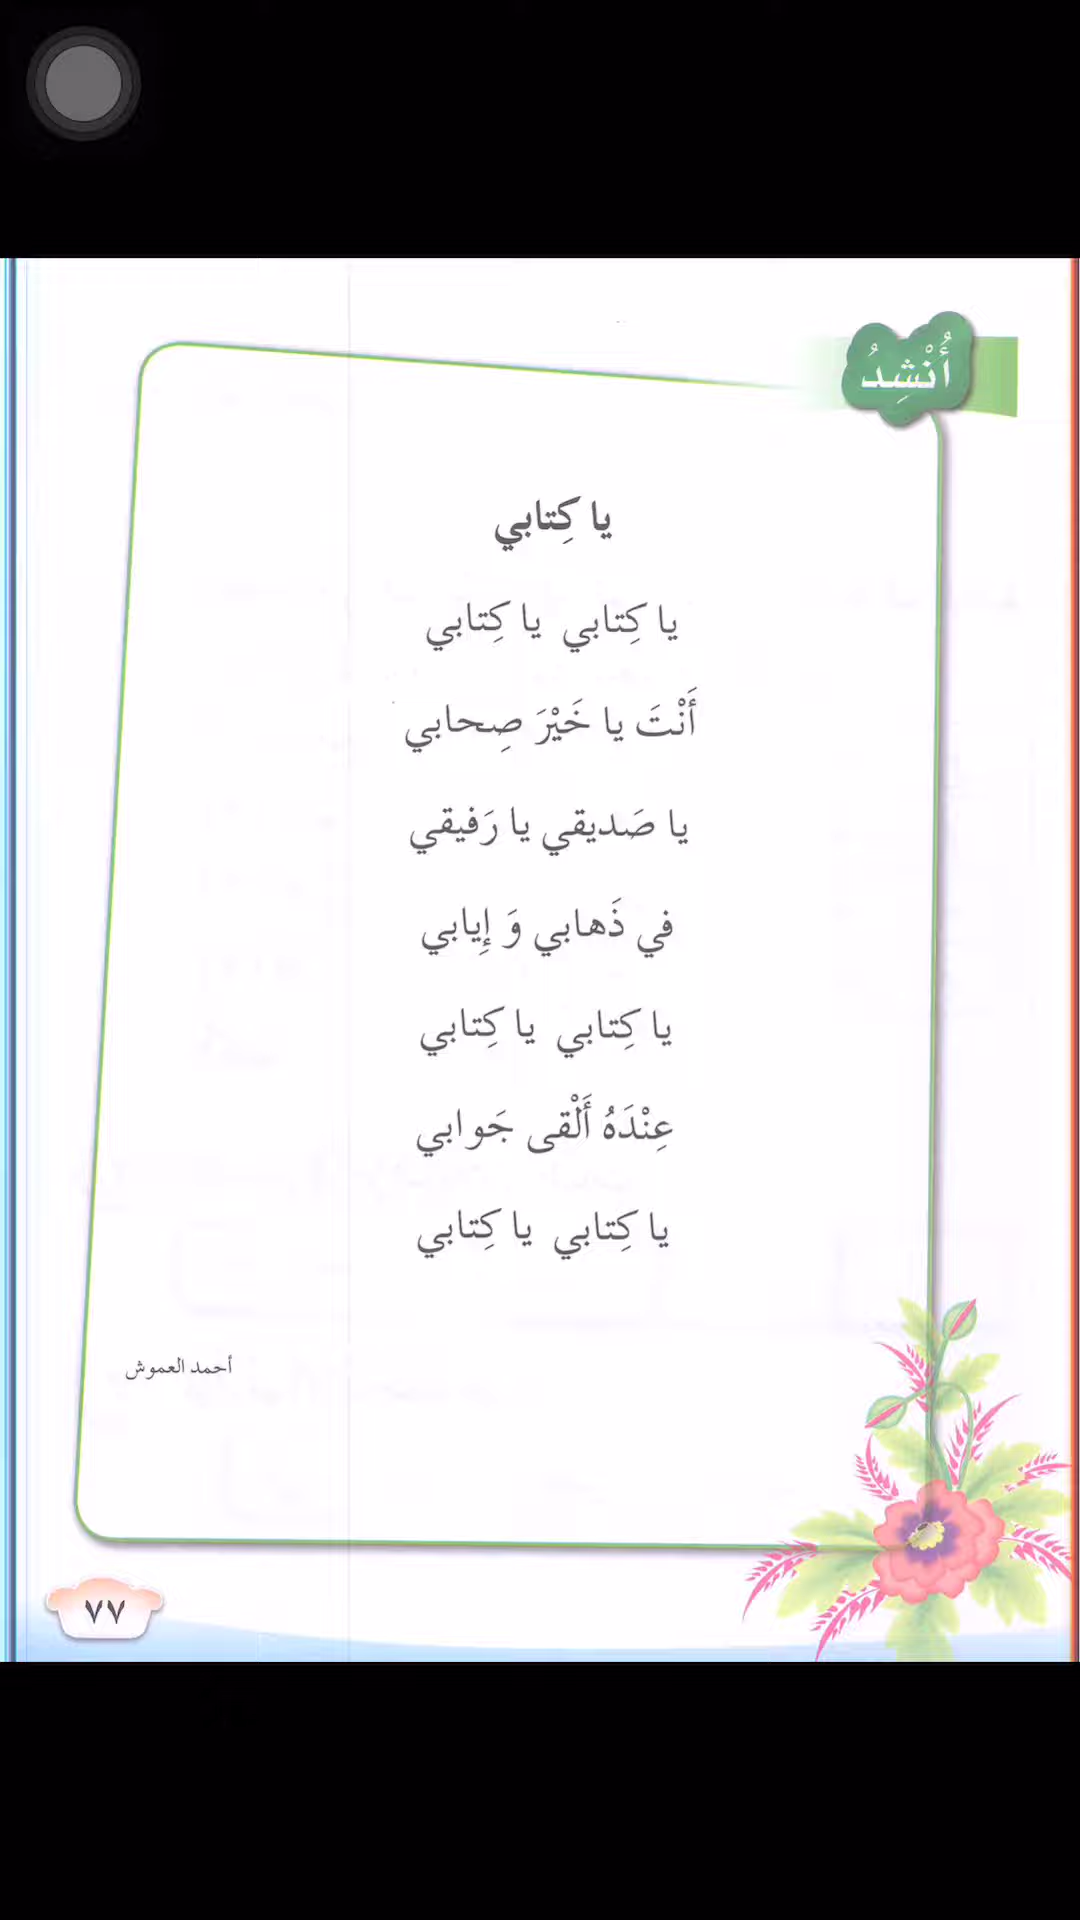 أُنْشِدُ
يا كِتابي
يا كِتابي يا كِتابي
أَنْتَ يا خَيْرَ صِحابي
يا صَديقي يا رَفيقي
في ذَهابي وَ إِيابي
يا كِتابي يا كِتابي
عِنْدَهُ أَلْقى جَوابي
يا كِتابي يا كِتابي
أحمد العموش
٧٧